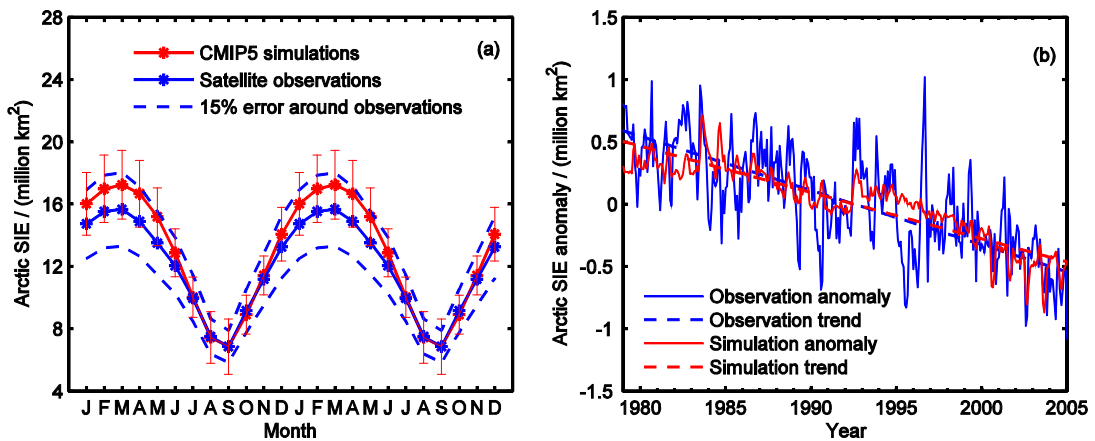 28
24
20
16
12
8
4
Arctic SIE / (million km²)
(a)
CMIP5 simulations
Satellite observations
15% error around observations
J F M A M J J A S O N D J F M A M J J A S O N D
Month
1.5
1
0.5
0
-0.5
-1
-1.5
Arctic SIE anomaly / (million km²)
(b)
Observation anomaly
Observation trend
Simulation anomaly
Simulation trend
1980 1985 1990 1995 2000 2005
Year